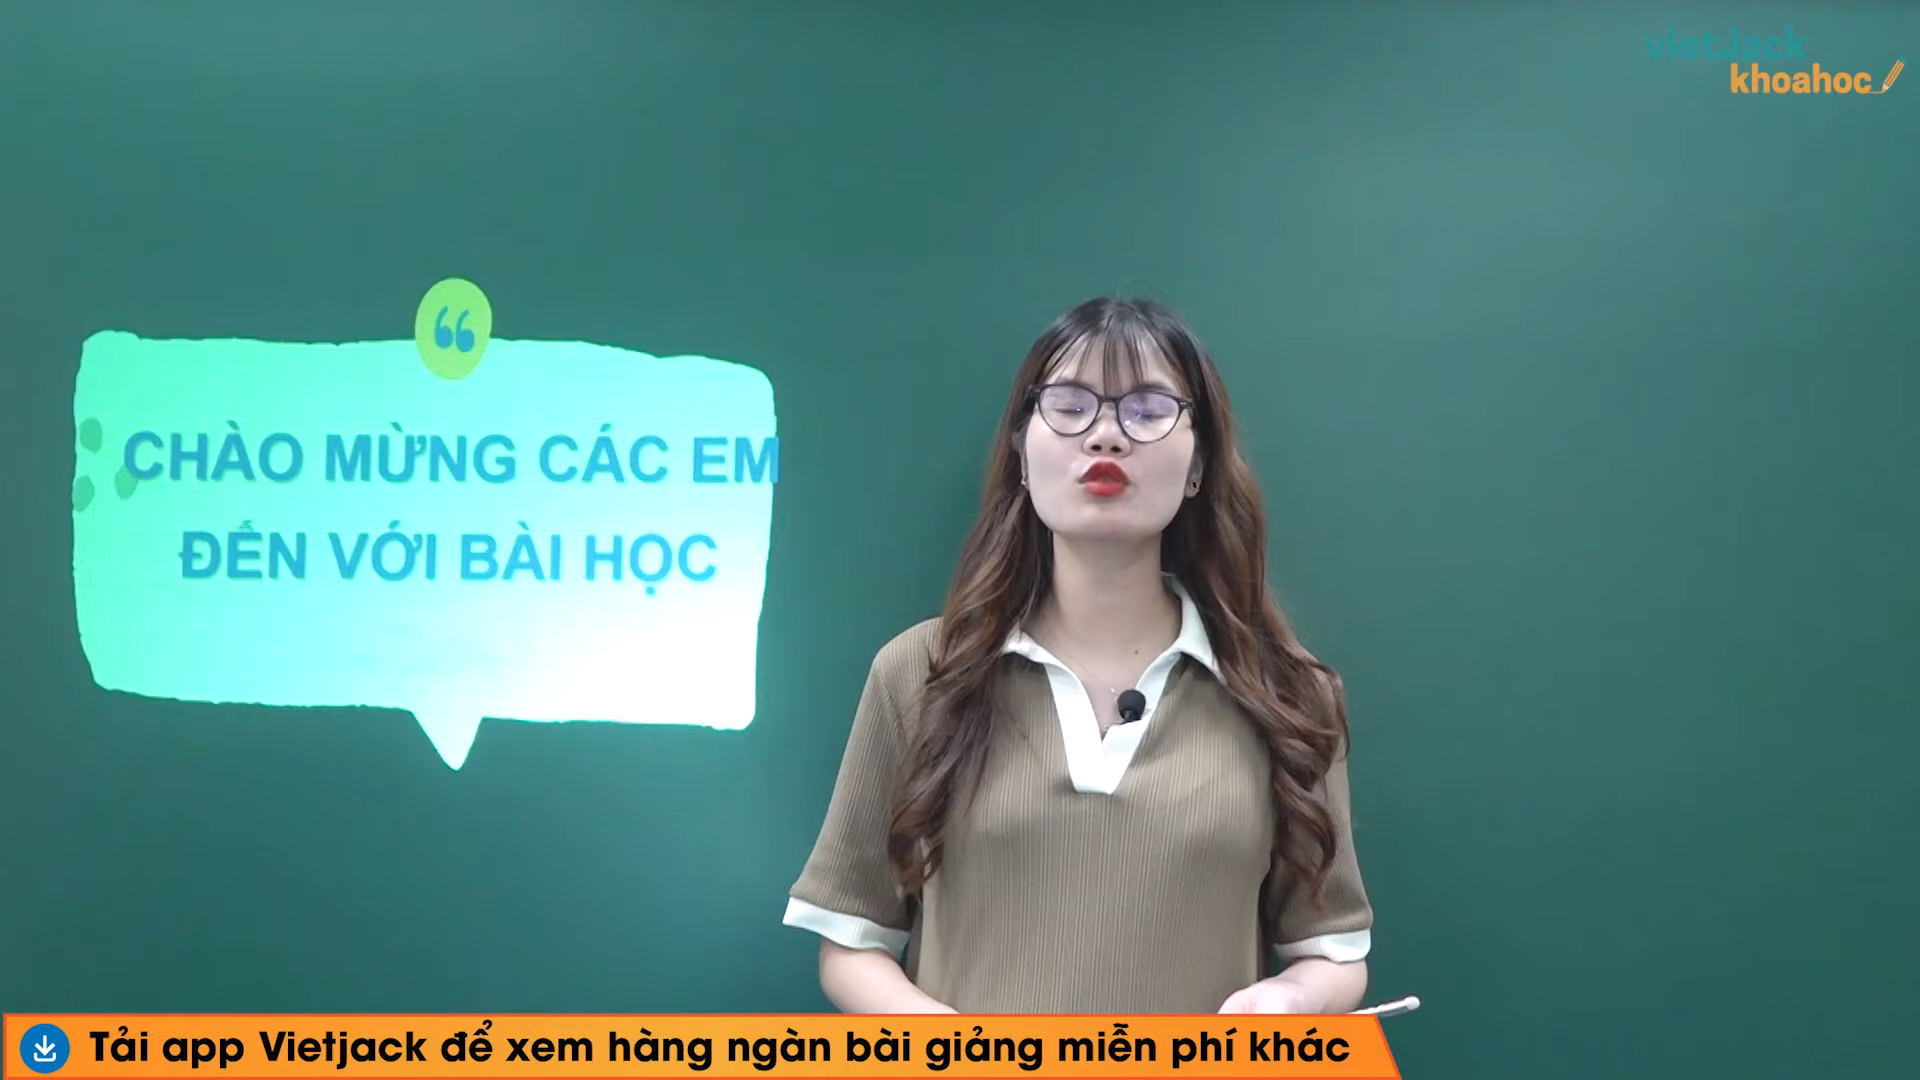 vietJack
khoahoc
“
CHÀO MỪNG CÁC EM
ĐẾN VỚI BÀI HỌC
Tải app Vietjack để xem hàng ngàn bài giảng miễn phí khác